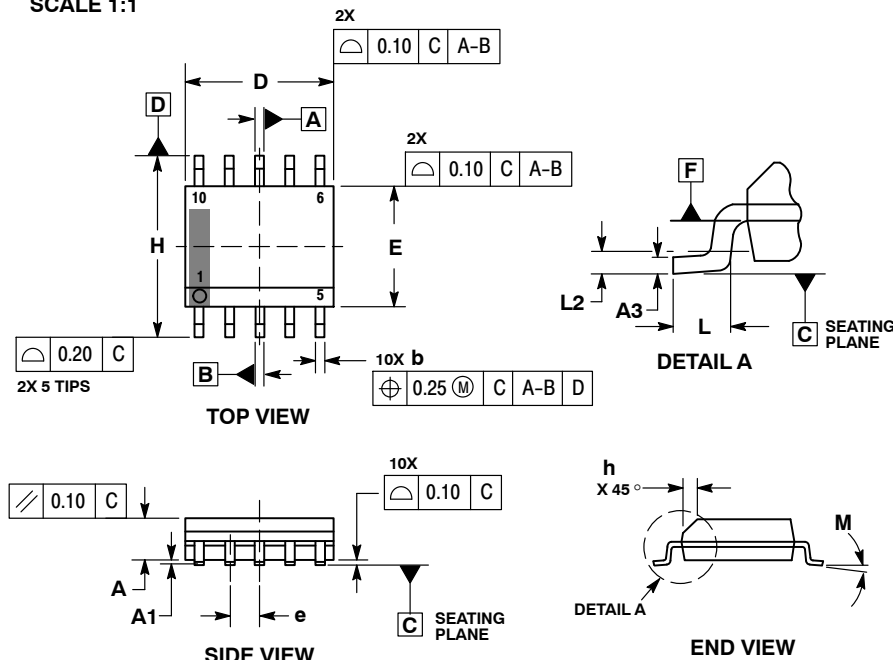 SCALE 1:1
2X
⌓ 0.10 C A-B
D
D
A
2X
⌓ 0.10 C A-B
10 6
H
E
1 5
F
L2
A3
L
C SEATING
PLANE
DETAIL A
⌓ 0.20 C
2X 5 TIPS
B
10X b
⌖ 0.25 Ⓜ C A-B D
TOP VIEW
⫽ 0.10 C
10X
⌓ 0.10 C
h
X 45°
M
A
A1
e
C SEATING
PLANE
DETAIL A
SIDE VIEW
END VIEW